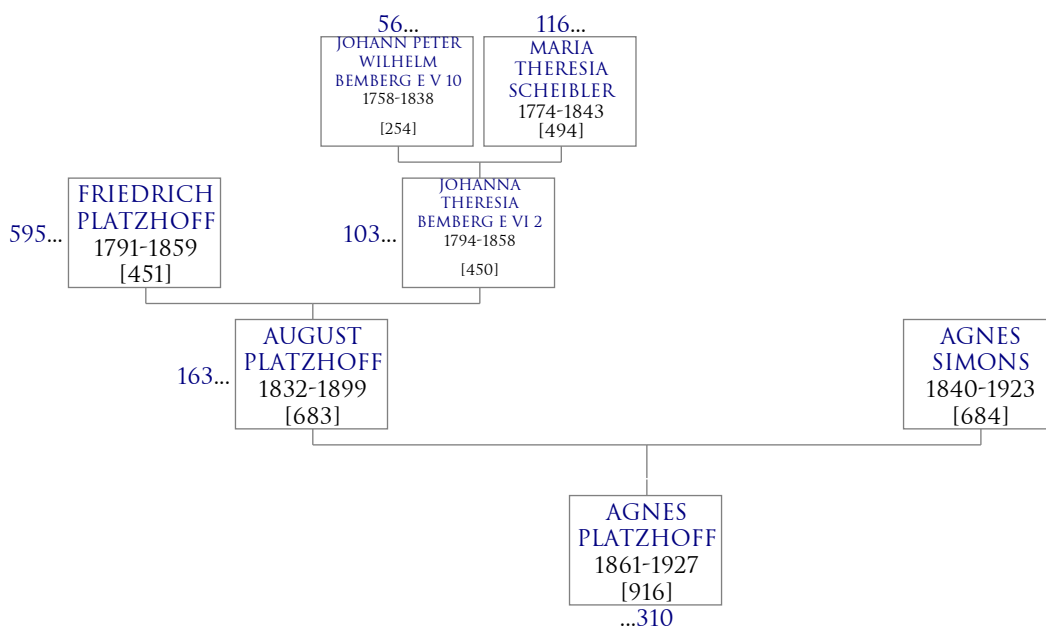 56...
JOHANN PETER
WILHELM
BEMBERG E V 10
1758-1838
[254]
116...
MARIA
THERESIA
SCHEIBLER
1774-1843
[494]
595...
FRIEDRICH
PLATZHOFF
1791-1859
[451]
103...
JOHANNA
THERESIA
BEMBERG E VI 2
1794-1858
[450]
163...
AUGUST
PLATZHOFF
1832-1899
[683]
AGNES
SIMONS
1840-1923
[684]
AGNES
PLATZHOFF
1861-1927
[916]
...310